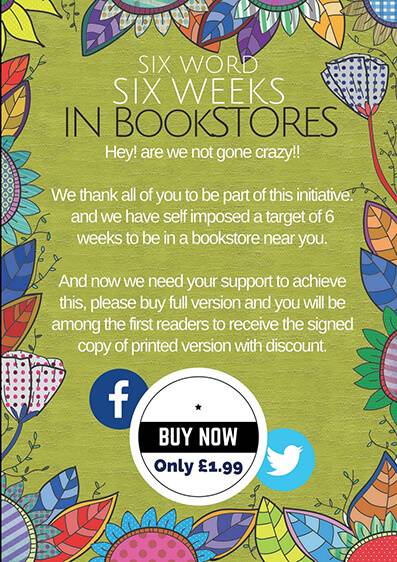 SIX WORD
SIX WEEKS
IN BOOKSTORES
Hey! are we not gone crazy!!
We thank all of you to be part of this initiative.
and we have self imposed a target of 6
weeks to be in a bookstore near you.
And now we need your support to achieve
this, please buy full version and you will be
among the first readers to receive the signed
copy of printed version with discount.
f
BUY NOW
Only £1.99